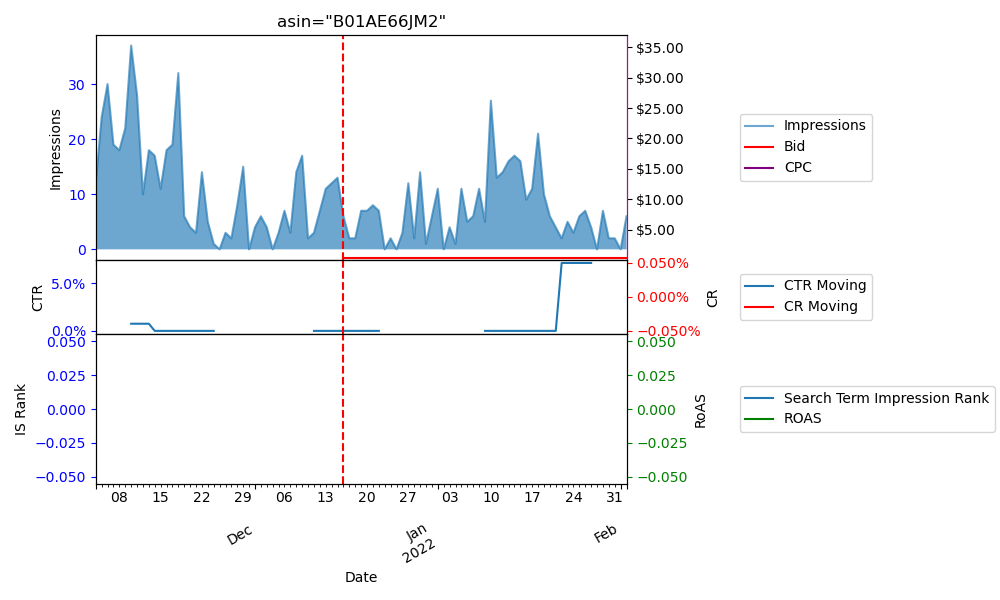 asin="B01AE66JM2"
Impressions
30
20
10
0
$35.00
$30.00
$25.00
$20.00
$15.00
$10.00
$5.00
Impressions
Bid
CPC
CTR
5.0%
0.0%
0.050%
0.000%
−0.050%
CR
CTR Moving
CR Moving
IS Rank
0.050
0.025
0.000
−0.025
−0.050
0.050
0.025
0.000
−0.025
−0.050
RoAS
Search Term Impression Rank
ROAS
08 15 22 29 06 13 20 27 03 10 17 24 31
Dec Jan Feb
2022
Date